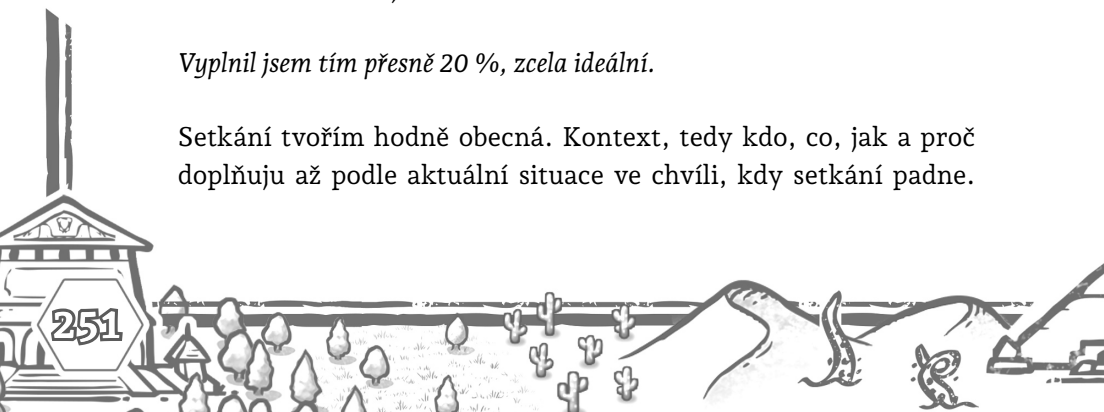 Vyplnil jsem tím přesně 20 %, zcela ideální.
Setkání tvořím hodně obecná. Kontext, tedy kdo, co, jak a proč
doplňuju až podle aktuální situace ve chvíli, kdy setkání padne.
251